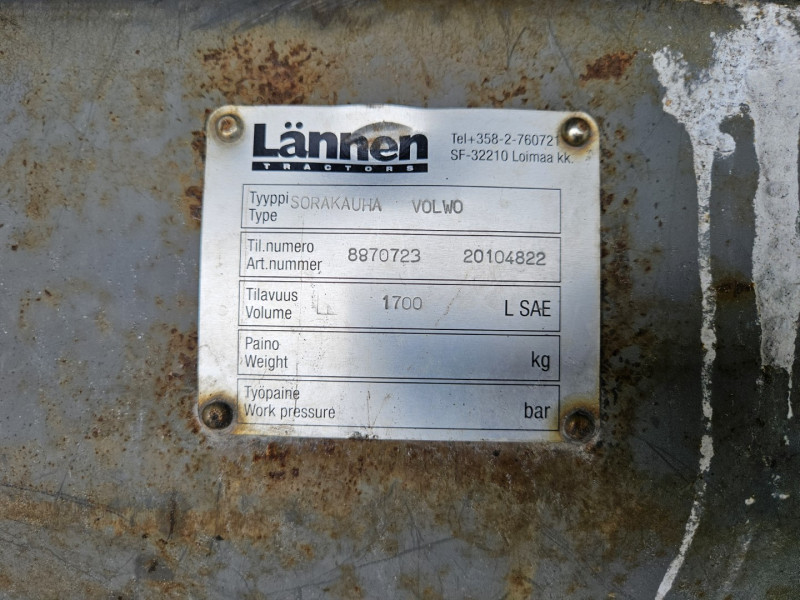 Lännen
TRACTORS
Tel+358-2-760721
SF-32210 Loimaa kk.
Tyyppi SORAKAUHA VOLWO
Type
Til.numero
Art.nummer 8870723 20104822
Tilavuus
Volume 1700 L SAE
Paino
Weight kg
Työpaine
Work pressure bar